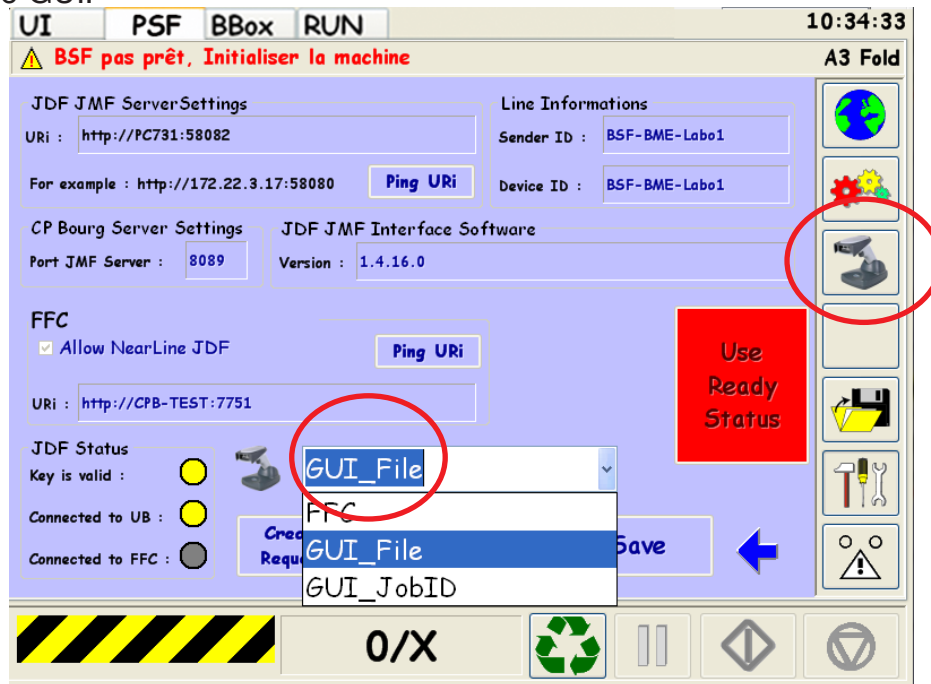 UI PSF BBox RUN 10:34:33
BSF pas prêt, Initialiser la machine A3 Fold
JDF JMF ServerSettings Line Informations
URi : http://PC731:58082 Sender ID : BSF-BME-Labo1
For example : http://172.22.3.17:58080 Ping URi Device ID : BSF-BME-Labo1
CP Bourg Server Settings JDF JMF Interface Software
Port JMF Server : 8089 Version : 1.4.16.0
FFC
Allow NearLine JDF Ping URi
Use
Ready
Status
URi : http://CPB-TEST:7751
JDF Status
Key is valid : GUI_File
Connected to UB : FFC
GUI_File Save
Connected to FFC :
GUI_JobID
0/X